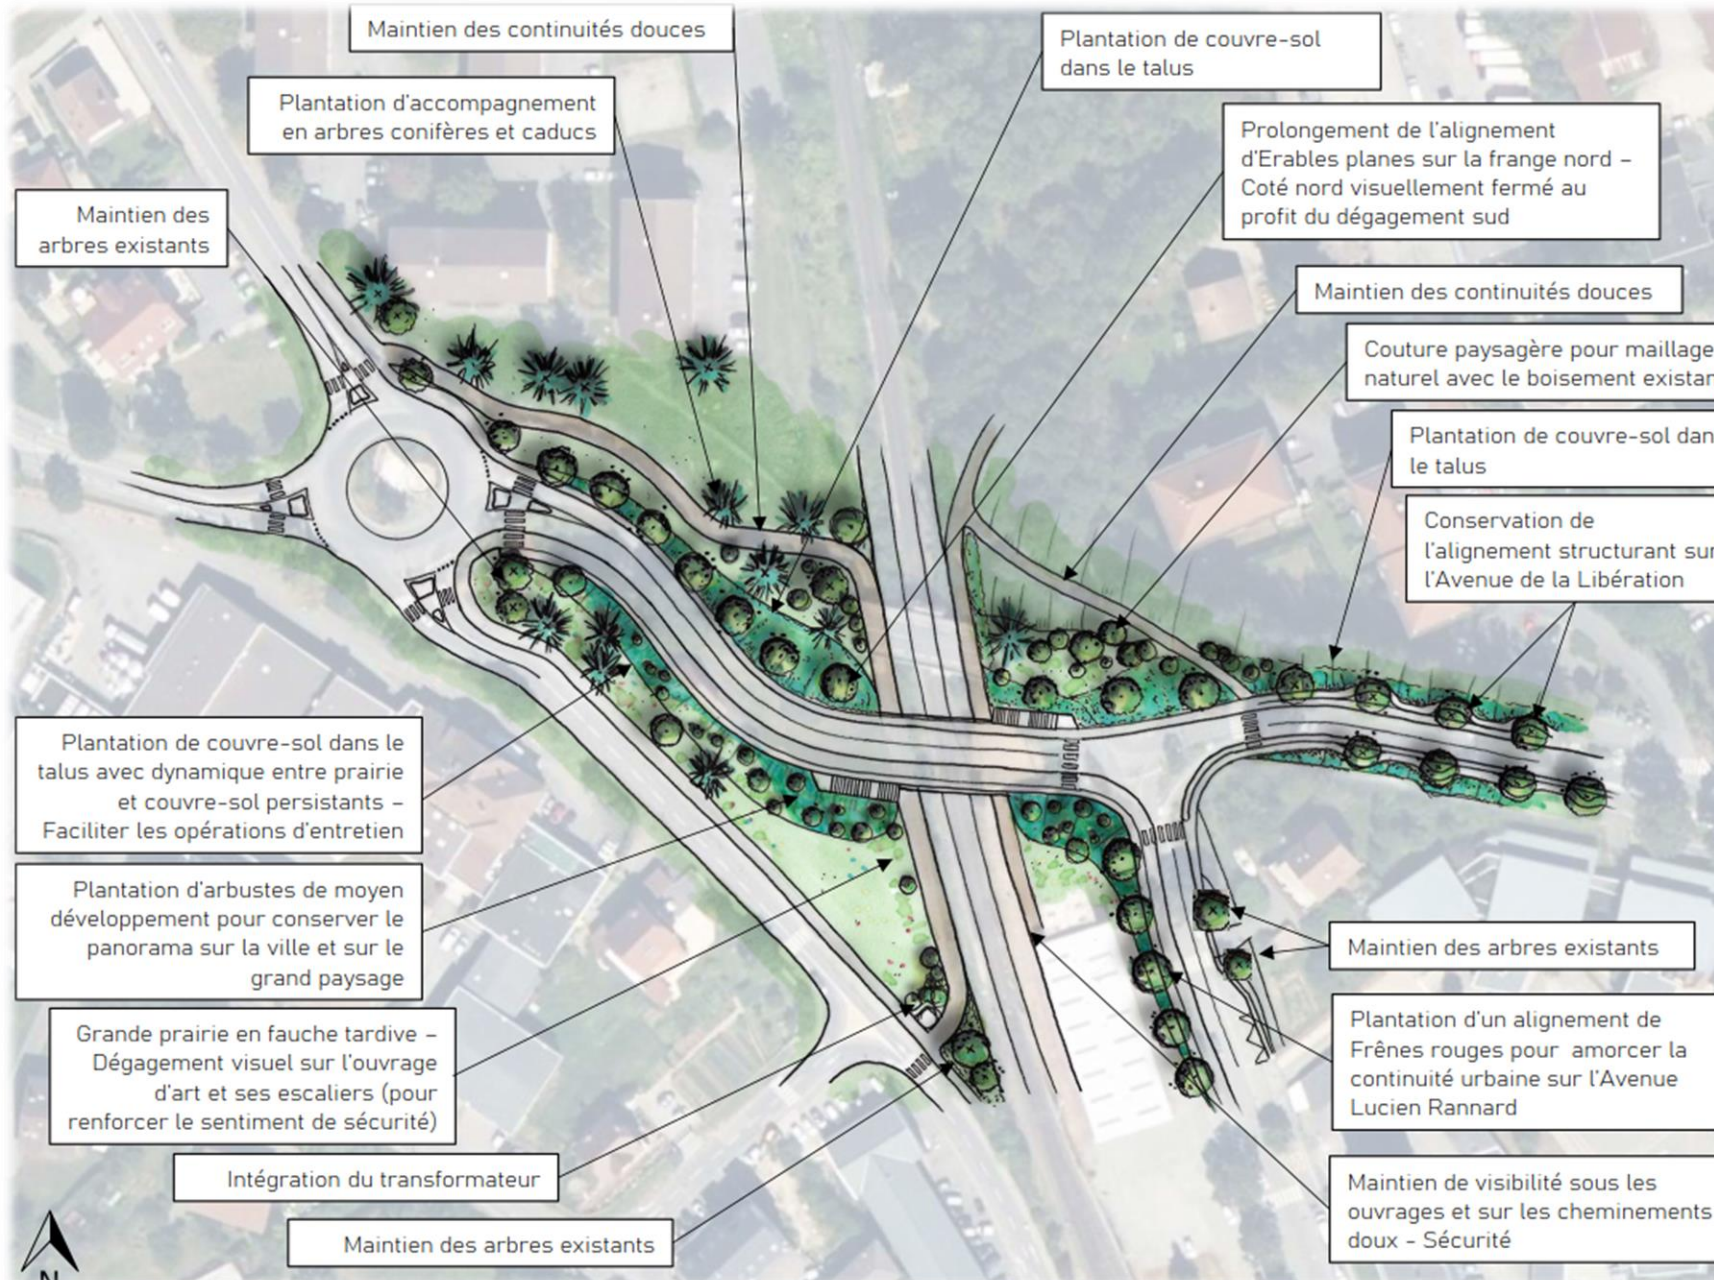 Maintien des continuités douces
Plantation d'accompagnement
en arbres conifères et caducs
Maintien des
arbres existants
Plantation de couvre-sol
dans le talus
Prolongement de l'alignement
d'Erables planes sur la frange nord –
Coté nord visuellement fermé au
profit du dégagement sud
Maintien des continuités douces
Couture paysagère pour maillage
naturel avec le boisement existan
Plantation de couvre-sol dan
le talus
Conservation de
l'alignement structurant sur
l'Avenue de la Libération
Plantation de couvre-sol dans le
talus avec dynamique entre prairie
et couvre-sol persistants –
Faciliter les opérations d'entretien
Plantation d'arbustes de moyen
développement pour conserver le
panorama sur la ville et sur le
grand paysage
Grande prairie en fauche tardive –
Dégagement visuel sur l'ouvrage
d'art et ses escaliers (pour
renforcer le sentiment de sécurité)
Intégration du transformateur
Maintien des arbres existants
Maintien des arbres existants
Plantation d'un alignement de
Frênes rouges pour amorcer la
continuité urbaine sur l'Avenue
Lucien Rannard
Maintien de visibilité sous les
ouvrages et sur les cheminements
doux - Sécurité
N